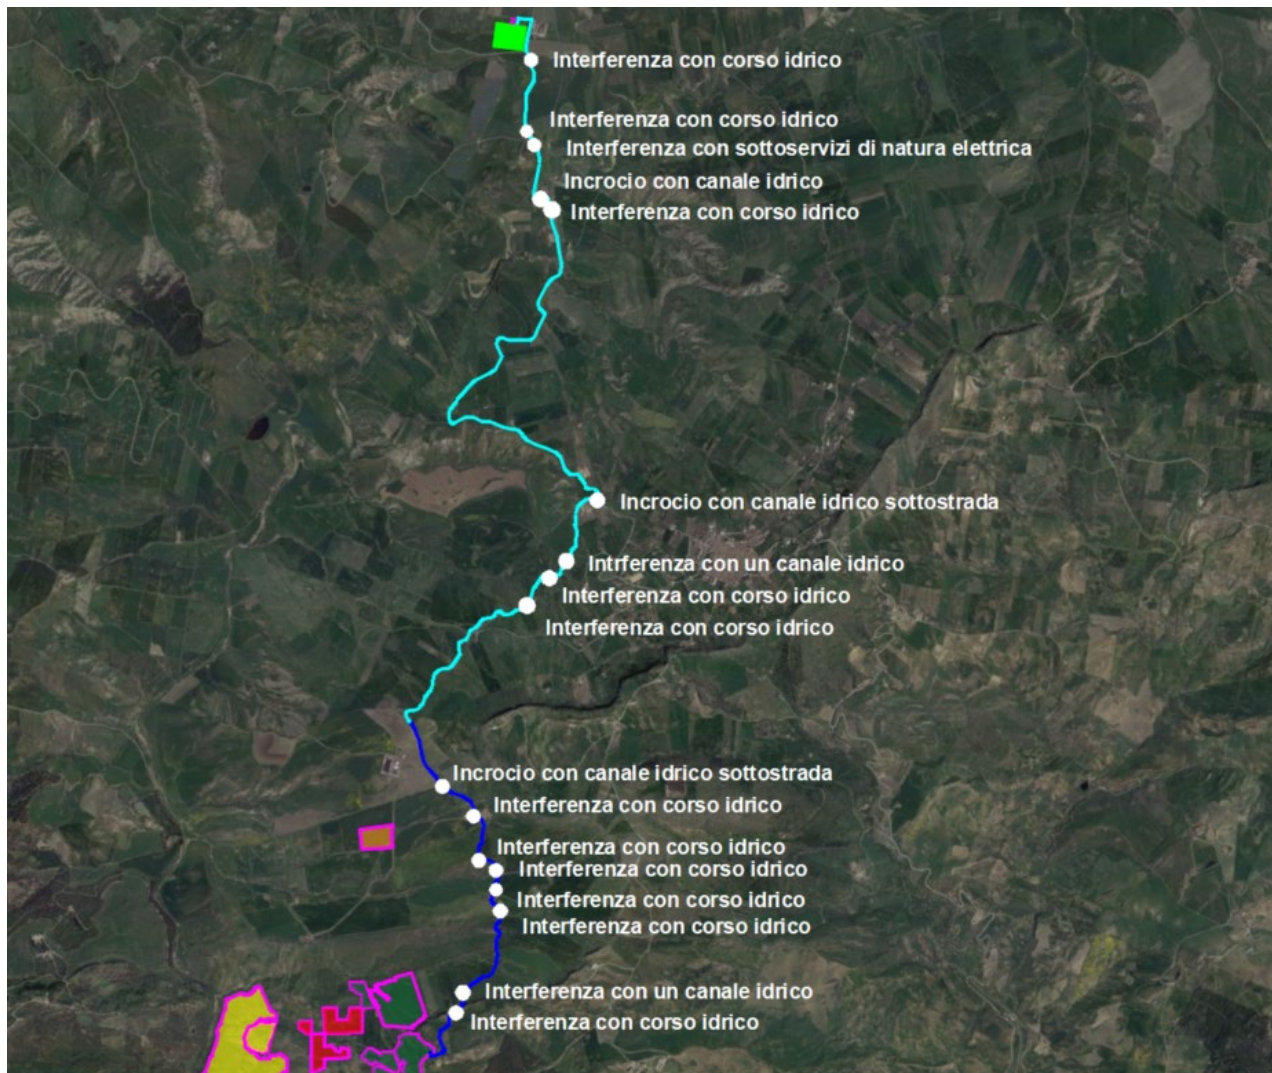 Interferenza con corso idrico
Interferenza con corso idrico
Interferenza con sottoservizi di natura elettrica
Incrocio con canale idrico
Interferenza con corso idrico
Incrocio con canale idrico sottostrada
Intrferenza con un canale idrico
Interferenza con corso idrico
Interferenza con corso idrico
Incrocio con canale idrico sottostrada
Interferenza con corso idrico
Interferenza con corso idrico
Interferenza con corso idrico
Interferenza con corso idrico
Interferenza con corso idrico
Interferenza con un canale idrico
Interferenza con corso idrico